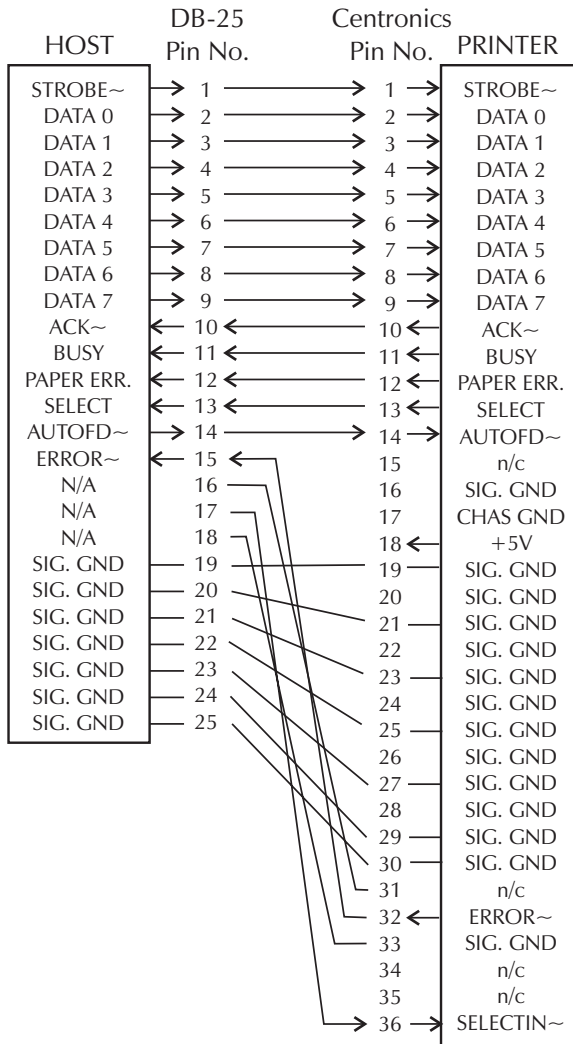 DB-25 Centronics
HOST Pin No. Pin No. PRINTER
STROBE~ 1 1 STROBE~
DATA 0 2 2 DATA 0
DATA 1 3 3 DATA 1
DATA 2 4 4 DATA 2
DATA 3 5 5 DATA 3
DATA 4 6 6 DATA 4
DATA 5 7 7 DATA 5
DATA 6 8 8 DATA 6
DATA 7 9 9 DATA 7
ACK~ 10 10 ACK~
BUSY 11 11 BUSY
PAPER ERR. 12 12 PAPER ERR.
SELECT 13 13 SELECT
AUTOFD~ 14 14 AUTOFD~
ERROR~ 15 15 n/c
N/A 16 16 SIG. GND
N/A 17 17 CHAS GND
N/A 18 18 +5V
SIG. GND 19 19 SIG. GND
SIG. GND 20 20 SIG. GND
SIG. GND 21 21 SIG. GND
SIG. GND 22 22 SIG. GND
SIG. GND 23 23 SIG. GND
SIG. GND 24 24 SIG. GND
SIG. GND 25 25 SIG. GND
26 SIG. GND
27 SIG. GND
28 SIG. GND
29 SIG. GND
30 SIG. GND
31 n/c
32 ERROR~
33 SIG. GND
34 n/c
35 n/c
36 SELECTIN~